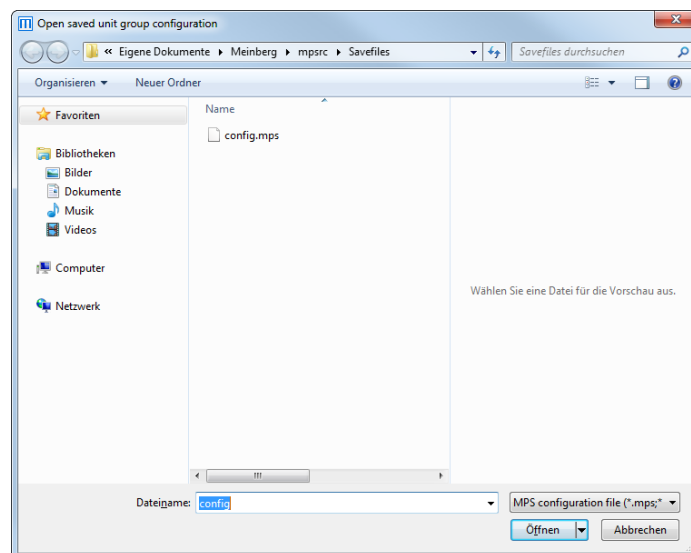 Open saved unit group configuration
« Eigene Dokumente Meinberg mpsrc Savefiles
Savefiles durchsuchen
Organisieren Neuer Ordner
Favoriten
Bibliotheken
Bilder
Dokumente
Musik
Videos
Computer
Netzwerk
Name
config.mps
Wählen Sie eine Datei für die Vorschau aus.
Dateiname: config
MPS configuration file (*.mps;*
Öffnen Abbrechen